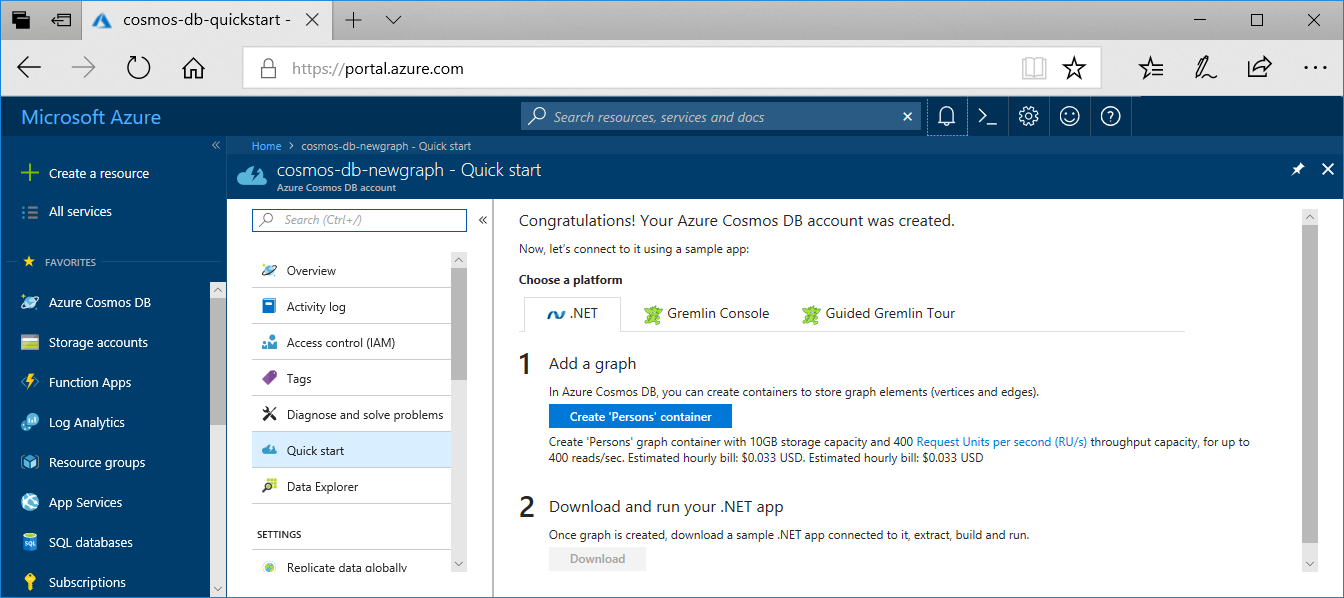 cosmos-db-quickstart -
https://portal.azure.com
Microsoft Azure
Search resources, services and docs
Create a resource
All services
FAVORITES
Azure Cosmos DB
Storage accounts
Function Apps
Log Analytics
Resource groups
App Services
SQL databases
Subscriptions
Home > cosmos-db-newgraph - Quick start
cosmos-db-newgraph - Quick start
Azure Cosmos DB account
Search (Ctrl+/)
Overview
Activity log
Access control (IAM)
Tags
Diagnose and solve problems
Quick start
Data Explorer
SETTINGS
Replicate data globally
Congratulations! Your Azure Cosmos DB account was created.
Now, let's connect to it using a sample app:
Choose a platform
.NET Gremlin Console Guided Gremlin Tour
1 Add a graph
In Azure Cosmos DB, you can create containers to store graph elements (vertices and edges).
Create 'Persons' container
Create 'Persons' graph container with 10GB storage capacity and 400 Request Units per second (RU/s) throughput capacity, for up to
400 reads/sec. Estimated hourly bill: $0.033 USD. Estimated hourly bill: $0.033 USD
2 Download and run your .NET app
Once graph is created, download a sample .NET app connected to it, extract, build and run.
Download